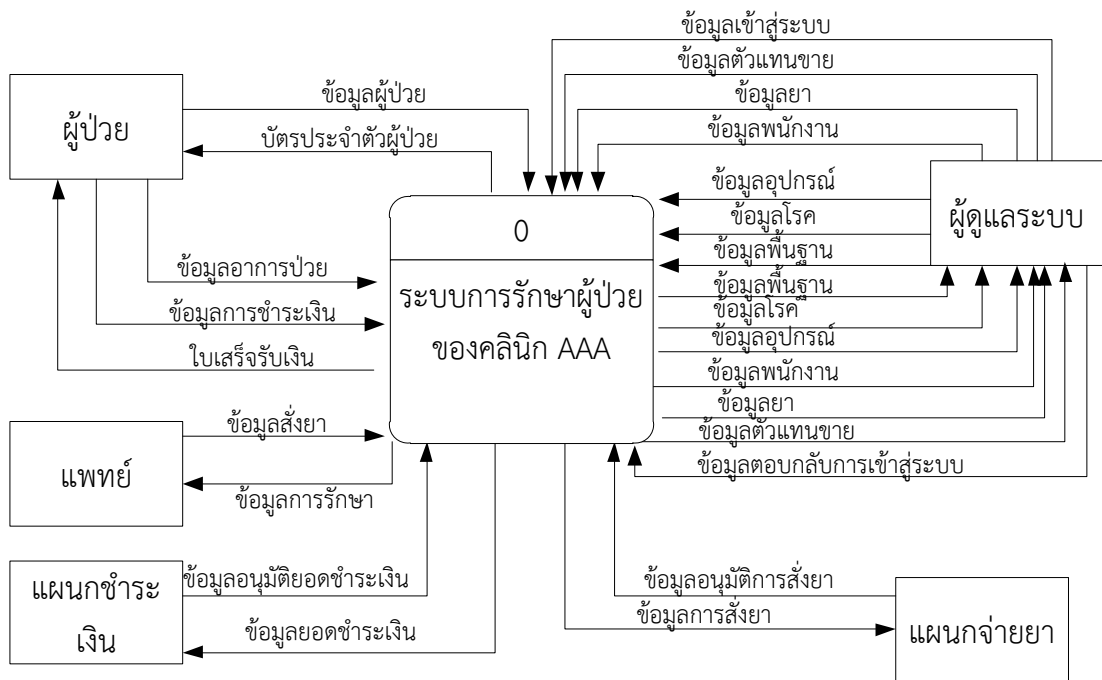 ข้อมูลเข้าสู่ระบบ
ข้อมูลตัวแทนขาย
ข้อมูลผู้ป่วย
ข้อมูลยา
ผู้ป่วย
ข้อมูลพนักงาน
บัตรประจำตัวผู้ป่วย
ข้อมูลอุปกรณ์
ผู้ดูแลระบบ
ข้อมูลโรค
0
ข้อมูลพื้นฐาน
ข้อมูลอาการป่วย
ข้อมูลพื้นฐาน
ระบบการรักษาผู้ป่วย
ของคลินิก AAA
ข้อมูลการชำระเงิน
ข้อมูลโรค
ข้อมูลอุปกรณ์
ใบเสร็จรับเงิน
ข้อมูลพนักงาน
ข้อมูลยา
ข้อมูลสั่งยา
ข้อมูลตัวแทนขาย
แพทย์
ข้อมูลตอบกลับการเข้าสู่ระบบ
ข้อมูลการรักษา
แผนกชำระ
เงิน
ข้อมูลอนุมัติยอดชำระเงิน
ข้อมูลอนุมัติการสั่งยา
ข้อมูลการสั่งยา
ข้อมูลยอดชำระเงิน
แผนกจ่ายยา